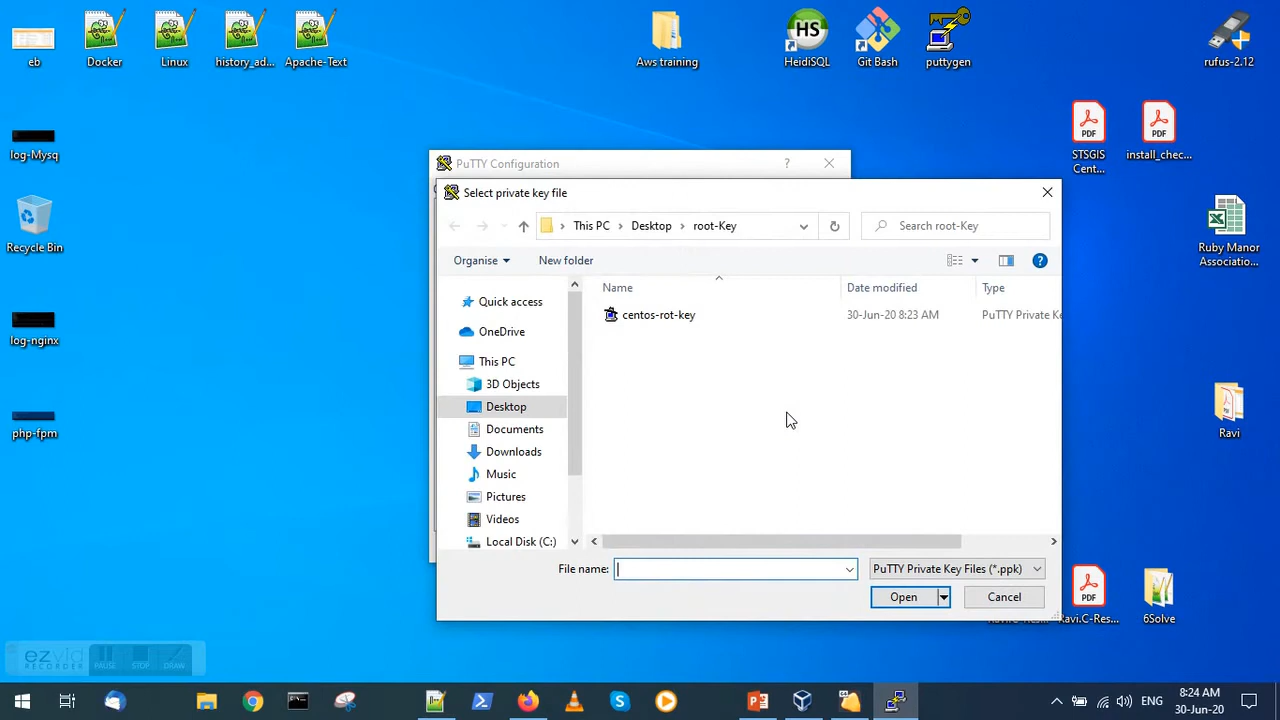 eb
Docker
Linux
history_ad...
Apache-Text
Aws training
HS
HeidiSQL
Git Bash
puttygen
rufus-2.12
log-Mysq
PDF
STSGIS
Cent...
PDF
install_chec...
Recycle Bin
Ruby Manor
Associatio...
log-nginx
php-fpm
Ravi
PuTTY Configuration
?
Select private key file
This PC
Desktop
root-Key
Search root-Key
Organise
New folder
?
Name
Date modified
Type
centos-rot-key
30-Jun-20 8:23 AM
PuTTY Private Ke
Quick access
OneDrive
This PC
3D Objects
Desktop
Documents
Downloads
Music
Pictures
Videos
Local Disk (C:)
File name:
PuTTY Private Key Files (*.ppk)
Open
Cancel
PDF
Ravi.C-Res...
6Solve
ezvid
RECORDER
PAUSE
STOP
DRAW
ENG
8:24 AM
30-Jun-20